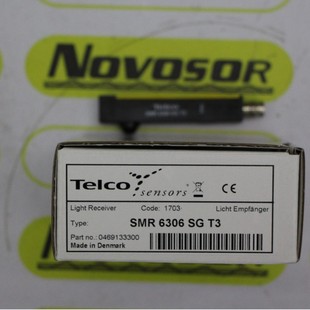 NOVOSOR
Telco
Telco
sensors
CE
Light Receiver Code: 1703 Licht Empfänger
Type: SMR 6306 SG T3
Made in Denmark
Part no.: 0469133300